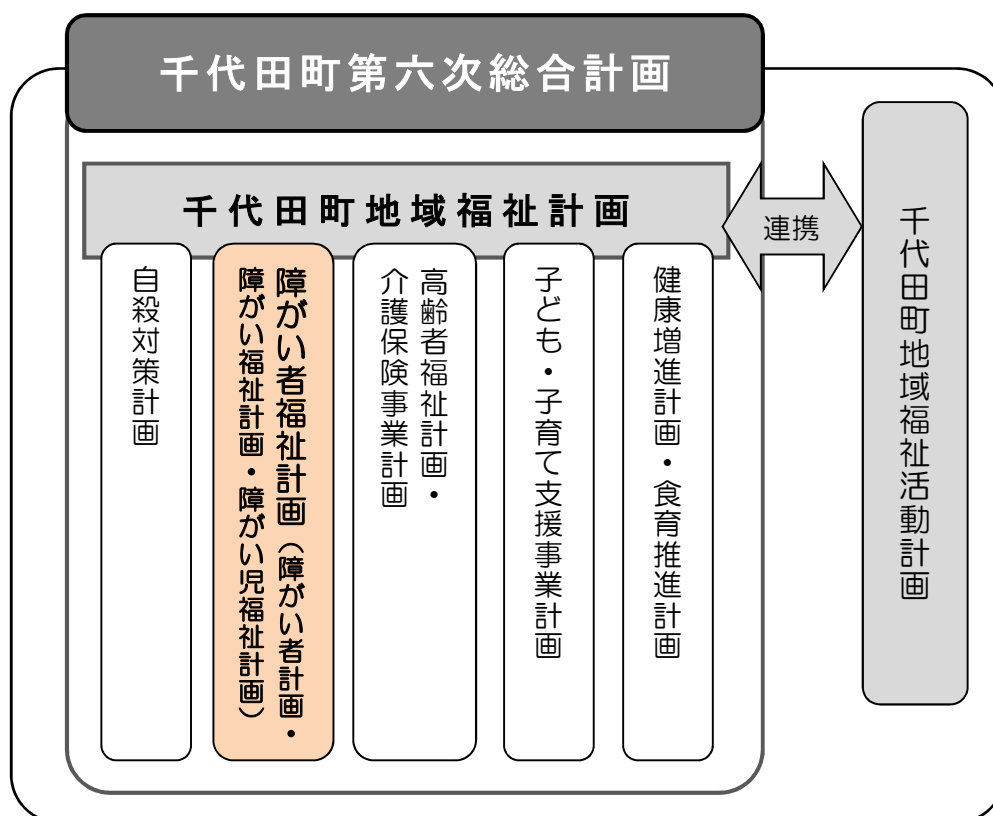 千代田町第六次総合計画
千代田町地域福祉計画
連携
千代田町地域福祉活動計画
健康増進計画・食育推進計画
子ども・子育て支援事業計画
高齢者福祉計画・
介護保険事業計画
障がい者福祉計画（障がい者計画・
障がい福祉計画・障がい児福祉計画）
自殺対策計画